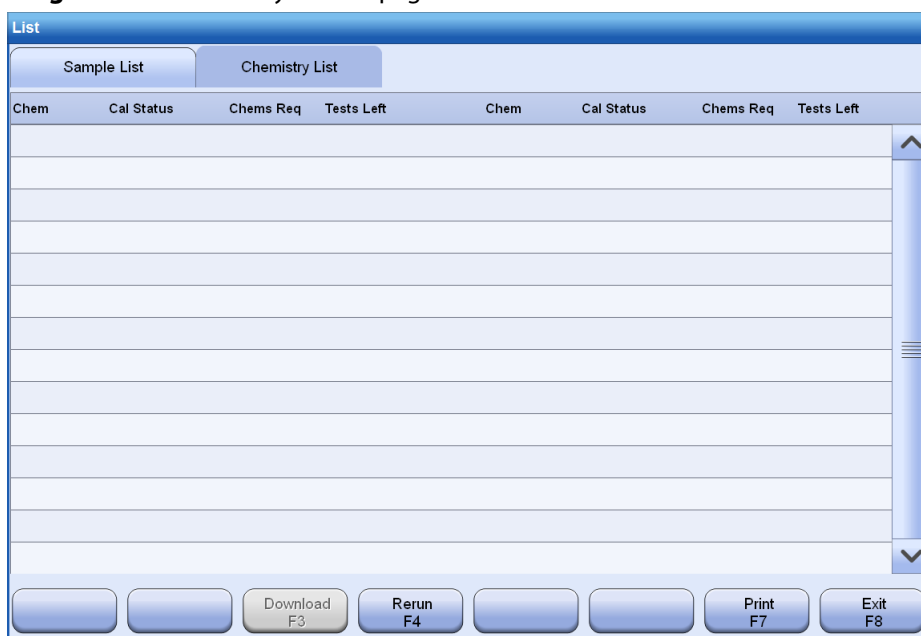 List
Sample List Chemistry List
Chem Cal Status Chems Req Tests Left Chem Cal Status Chems Req Tests Left
Download Rerun Print Exit
F3 F4 F7 F8